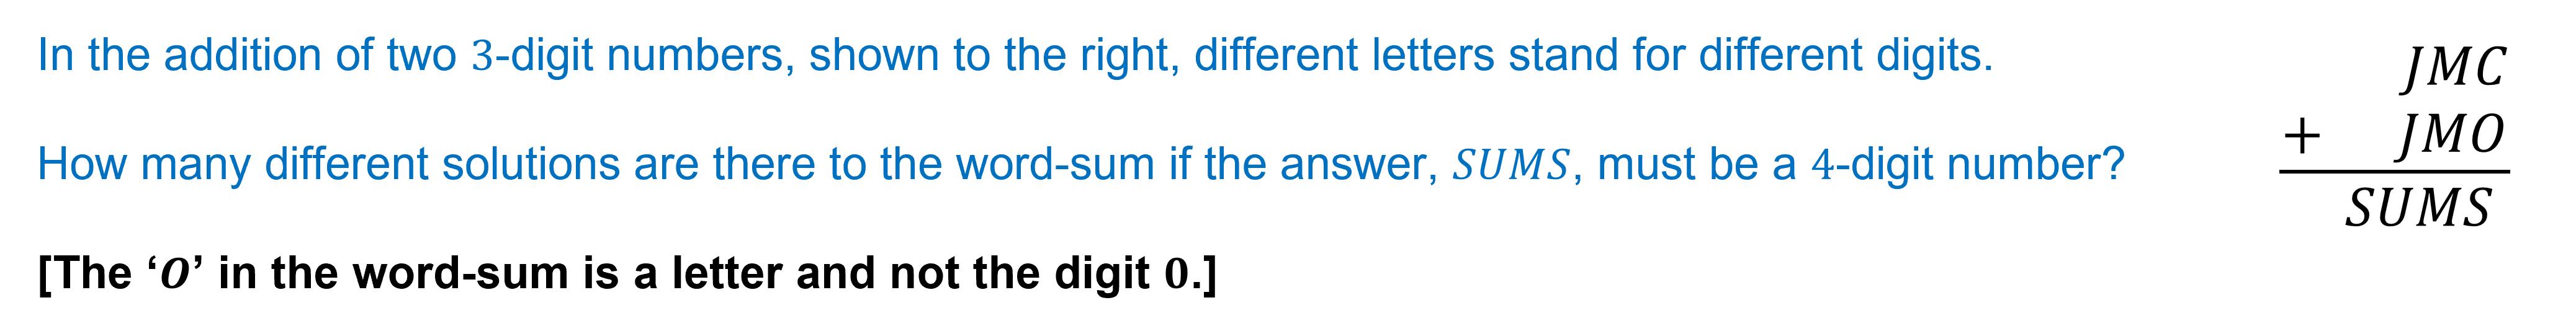 In the addition of two 3-digit numbers, shown to the right, different letters stand for different digits.
How many different solutions are there to the word-sum if the answer, SUMS, must be a 4-digit number?
[The ‘O’ in the word-sum is a letter and not the digit 0.]
JMC
+ JMO
SUMS